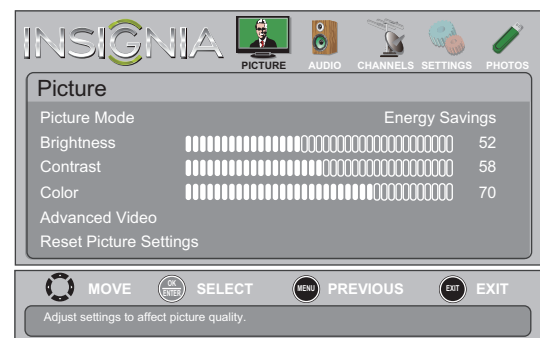 INSIGNIA
PICTURE AUDIO CHANNELS SETTINGS PHOTOS
Picture
Picture Mode Energy Savings
Brightness 52
Contrast 58
Color 70
Advanced Video
Reset Picture Settings
MOVE OK ENTER SELECT MENU PREVIOUS EXIT EXIT
Adjust settings to affect picture quality.